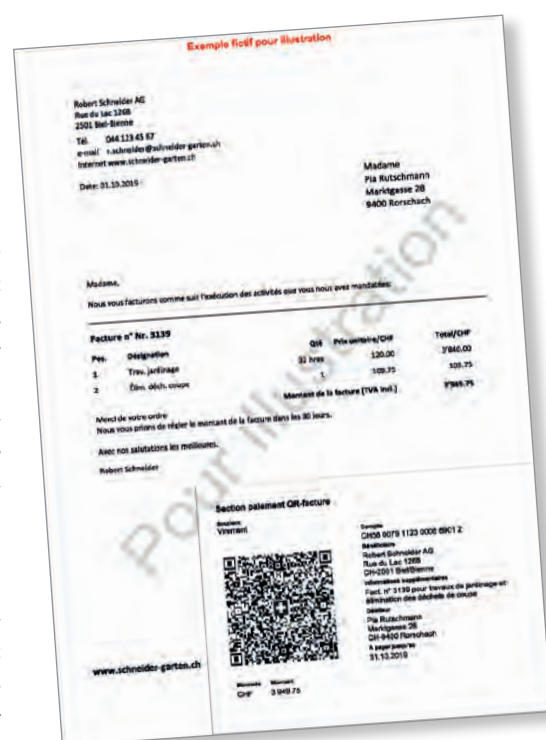 Exemple fictif pour illustration
Robert Schneider AG
Rue du Lac 1268
2501 Biel-Bienne
Tél. 044 123 45 67
e-mail r.schneider@schneider-garten.ch
Internet www.schneider-garten.ch
Date: 31.10.2019
Madame
Pia Rutschmann
Marktgasse 28
9400 Rorschach
Madame,
Nous vous facturons comme suit l'exécution des activités que vous nous avez mandatées:
Facture n° Nr. 3139
Pos. Désignation Qté Prix unitaire/CHF Total/CHF
1 Trav. jardinage 32 hres 120.00 3'840.00
2 Élim. déch. coupe 1 109.75 109.75
Montant de la facture (TVA incl.) 3'949.75
Merci de votre ordre
Nous vous prions de régler le montant de la facture dans les 30 jours.
Avec nos salutations les meilleures.
Robert Schneider
Pour illustration
Section paiement QR-facture
Virement
Compte
CH58 0079 1123 0008 8901 2
Bénéficiaire
Robert Schneider AG
Rue du Lac 1268
CH-2501 Biel/Bienne
Informations supplémentaires
Fact. n° 3139 pour travaux de jardinage et
élimination des déchets de coupe
Débiteur
Pia Rutschmann
Marktgasse 28
CH-9400 Rorschach
A payer jusqu'au
31.10.2019
www.schneider-garten.ch
Monnaie Montant
CHF 3 949.75